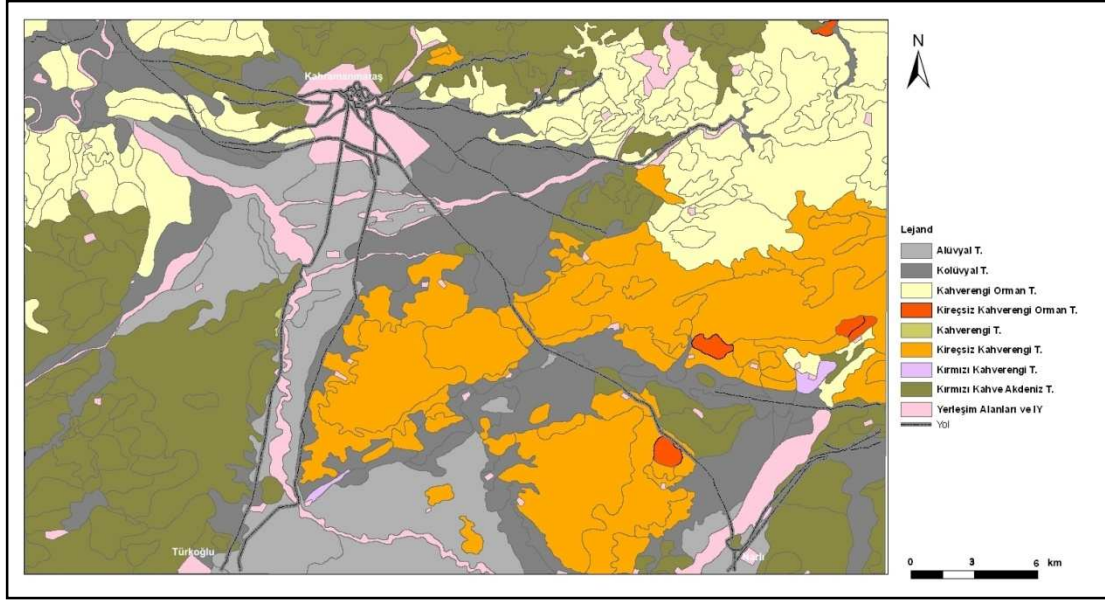 N
Kahramanmaraş
Lejand
Alüvyal T.
Kolüvyal T.
Kahverengi Orman T.
Kireçsiz Kahverengi Orman T.
Kahverengi T.
Kireçsiz Kahverengi T.
Kırmızı Kahverengi T.
Kırmızı Kahve Akdeniz T.
Yerleşim Alanları ve IY
Yol
Türkoğlu
Narlı
0 3 6 km